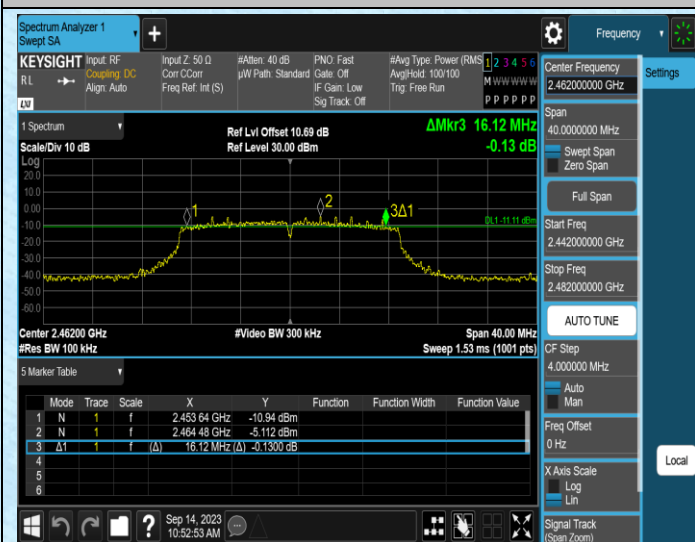 Spectrum Analyzer 1
Swept SA
+
Frequency
KEYSIGHT
RL
LXI
Input: RF
Coupling: DC
Align: Auto
Input Z: 50 Ω
Corr CCorr
Freq Ref: Int (S)
#Atten: 40 dB
µW Path: Standard
PNO: Fast
Gate: Off
IF Gain: Low
Sig Track: Off
#Avg Type: Power (RMS
Avg|Hold: 100/100
Trig: Free Run
1 2 3 4 5 6
M W W W W W
P P P P P P
1 Spectrum
Scale/Div 10 dB
Ref Lvl Offset 10.69 dB
Ref Level 30.00 dBm
ΔMkr3 16.12 MHz
-0.13 dB
Log
20.0
10.0
0.00
-10.0
-20.0
-30.0
-40.0
-50.0
-60.0
1
2
3Δ1
DL1 -11.11 dBm
Center 2.46200 GHz
#Res BW 100 kHz
#Video BW 300 kHz
Span 40.00 MHz
Sweep 1.53 ms (1001 pts)
5 Marker Table
Mode Trace Scale X Y Function Function Width Function Value
1 N 1 f 2.453 64 GHz -10.94 dBm
2 N 1 f 2.464 48 GHz -5.112 dBm
3 Δ1 1 f (Δ) 16.12 MHz (Δ) -0.1300 dB
4
5
6
Sep 14, 2023
10:52:53 AM
?
Center Frequency
2.462000000 GHz
Span
40.0000000 MHz
Swept Span
Zero Span
Full Span
Start Freq
2.442000000 GHz
Stop Freq
2.482000000 GHz
AUTO TUNE
CF Step
4.000000 MHz
Auto
Man
Freq Offset
0 Hz
X Axis Scale
Log
Lin
Signal Track
(Span Zoom)
Settings
Local